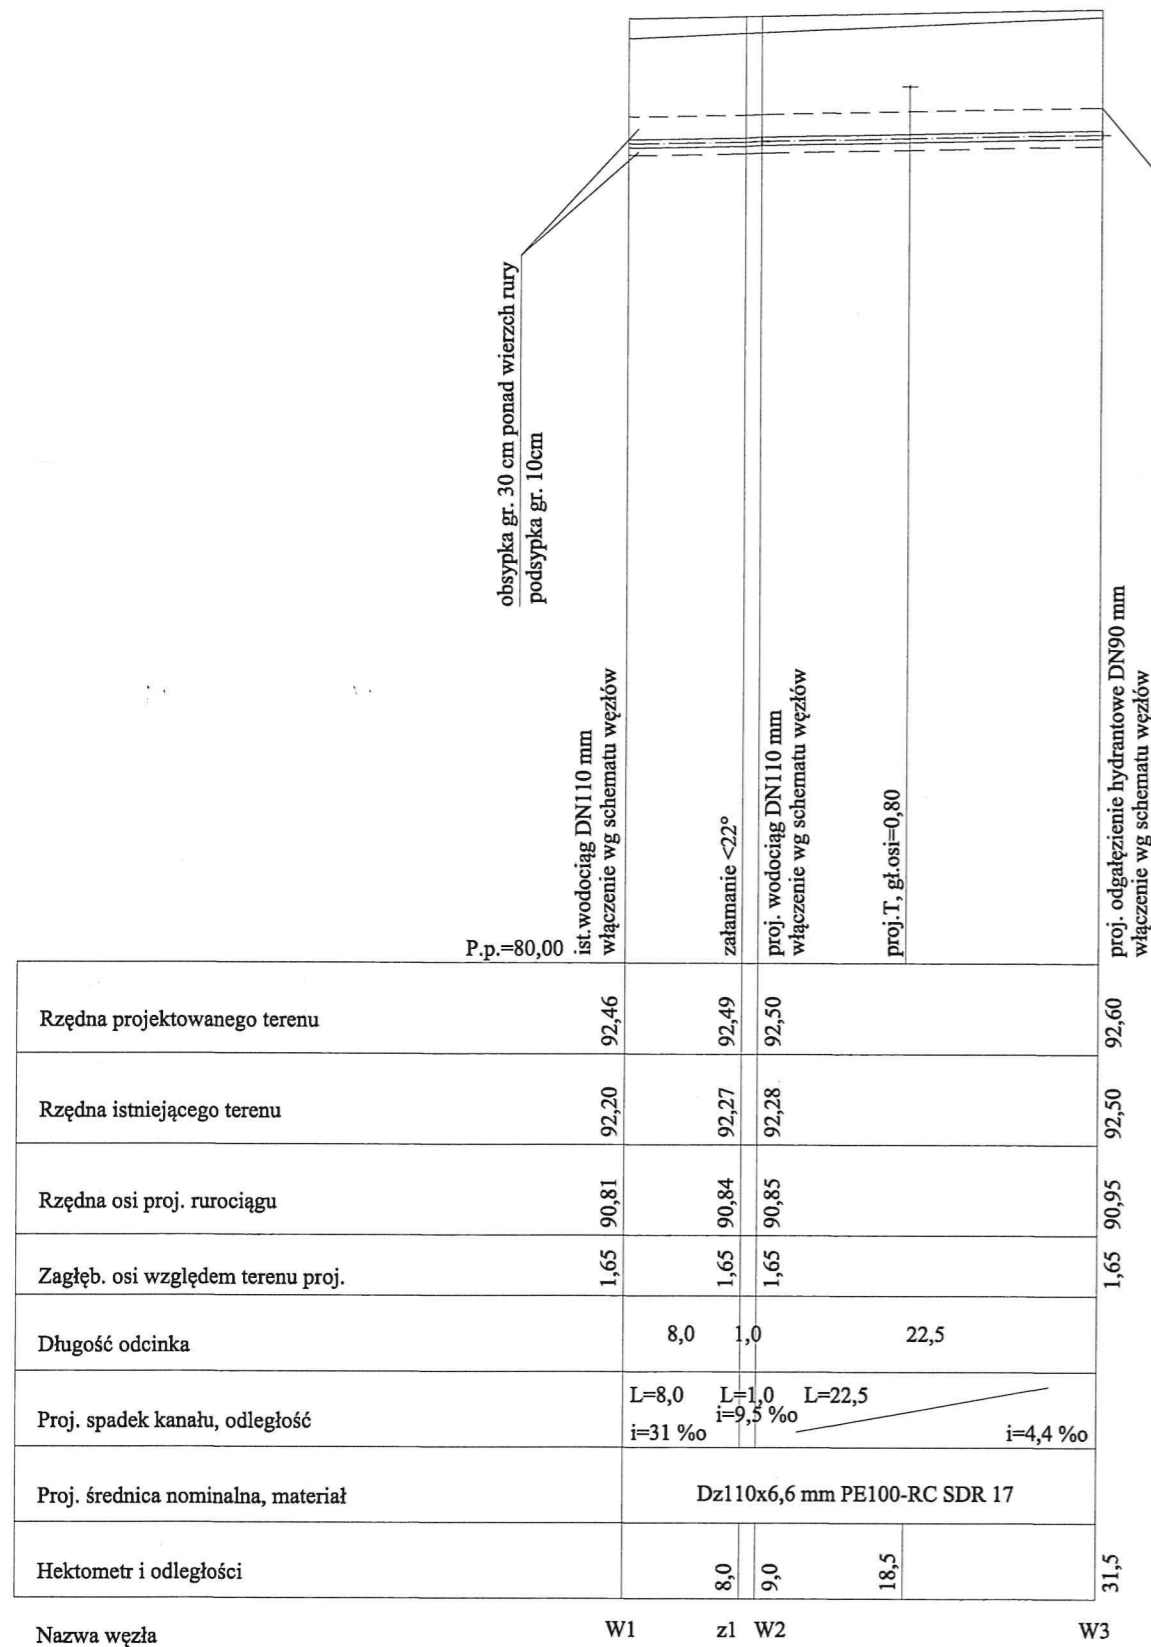 obsypka gr. 30 cm ponad wierzch rury
podsypka gr. 10cm
ist.wodociąg DN110 mm
włączenie wg schematu węzłów
załamanie <22°
proj. wodociąg DN110 mm
włączenie wg schematu węzłów
proj.T, gł.osi=0,80
proj. odgałęzienie hydrantowe DN90 mm
włączenie wg schematu węzłów
P.p.=80,00
Rzędna projektowanego terenu 92,46 92,49 92,50 92,60
Rzędna istniejącego terenu 92,20 92,27 92,28 92,50
Rzędna osi proj. rurociągu 90,81 90,84 90,85 90,95
Zagłęb. osi względem terenu proj. 1,65 1,65 1,65 1,65
Długość odcinka 8,0 1,0 22,5
Proj. spadek kanału, odległość
L=8,0 L=1,0 L=22,5
i=31 %o i=9,5 %o i=4,4 %o
Proj. średnica nominalna, materiał Dz110x6,6 mm PE100-RC SDR 17
Hektometr i odległości 8,0 9,0 18,5 31,5
Nazwa węzła W1 z1 W2 W3